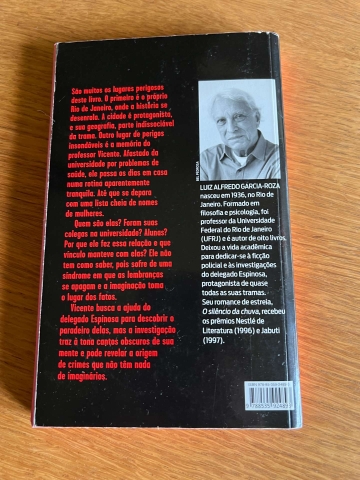 São muitos os lugares perigosos
deste livro. O primeiro é o próprio
Rio de Janeiro, onde a história se
desenrola. A cidade é protagonista,
e sua geografia, parte indissociável
da trama. Outro lugar de perigos
insondáveis é a memória do
professor Vicente. Afastado da
universidade por problemas de
saúde, ele passa os dias em
uma rotina aparentemente
tranquila. Até que se depara
com uma lista cheia de nomes
de mulheres.
Quem são elas? Foram suas
colegas na universidade? Alunas?
Por que ele faz essa relação e que
vínculo manteve com elas? Ele não
tem como saber, pois sofre de uma
síndrome em que as lembranças
se apagam e a imaginação toma
o lugar dos fatos.
Vicente busca a ajuda do
delegado Espinosa para descobrir o
paradeiro delas, mas a investigação
traz à tona cantos obscuros de sua
mente e pode revelar a origem
de crimes que não têm nada
de imaginários.
LUIZ ALFREDO GARCIA-ROZA
nasceu em 1936, no Rio de
Janeiro. Formado em
filosofia e psicologia, foi
professor da Universidade
Federal do Rio de Janeiro
(UFRJ) e é autor de oito livros.
Deixou a vida acadêmica
para dedicar-se à ficção
policial e às investigações
do delegado Espinosa,
protagonista de quase
todas as suas tramas.
Seu romance de estreia,
O silêncio da chuva, recebeu
os prêmios Nestlé de
Literatura (1996) e Jabuti
(1997).